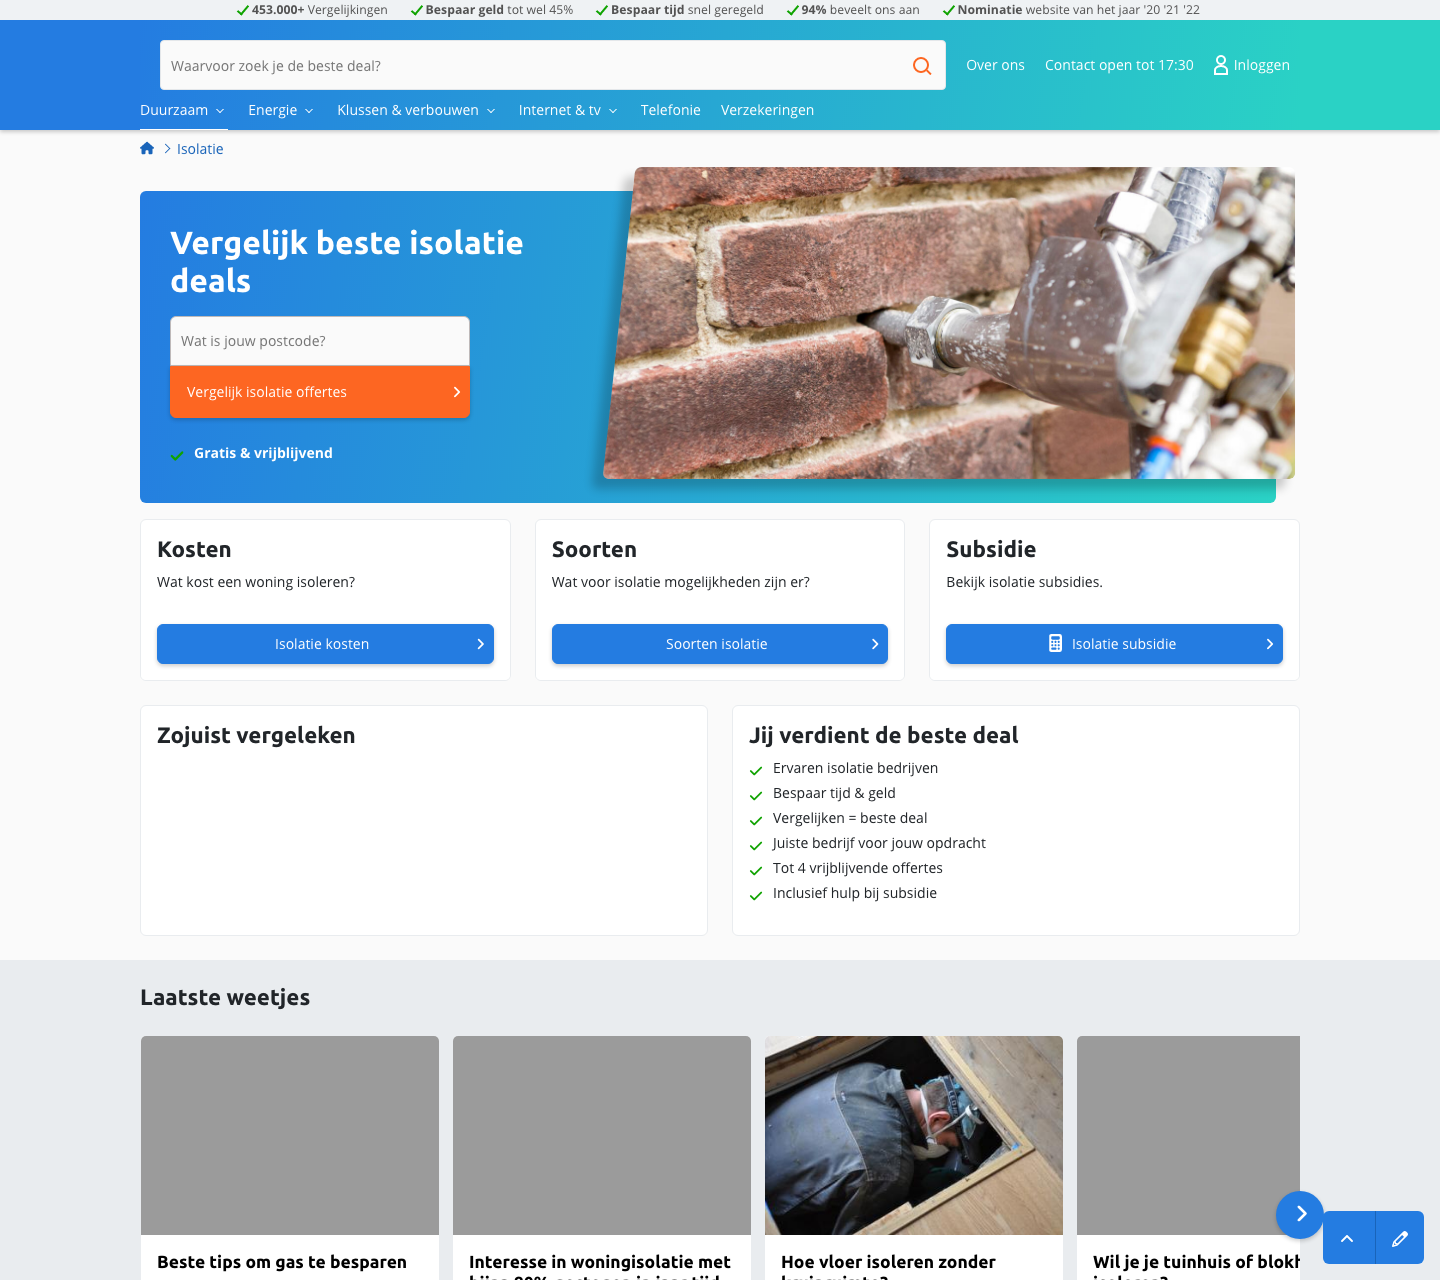 453.000+ Vergelijkingen Bespaar geld tot wel 45% Bespaar tijd snel geregeld 94% beveelt ons aan Nominatie website van het jaar '20 '21 '22
Waarvoor zoek je de beste deal? Over ons Contact open tot 17:30 Inloggen
Duurzaam Energie Klussen & verbouwen Internet & tv Telefonie Verzekeringen
Isolatie
Vergelijk beste isolatie
deals
Wat is jouw postcode?
Vergelijk isolatie offertes
Gratis & vrijblijvend
Kosten
Wat kost een woning isoleren?
Isolatie kosten
Soorten
Wat voor isolatie mogelijkheden zijn er?
Soorten isolatie
Subsidie
Bekijk isolatie subsidies.
Isolatie subsidie
Zojuist vergeleken
Jij verdient de beste deal
Ervaren isolatie bedrijven
Bespaar tijd & geld
Vergelijken = beste deal
Juiste bedrijf voor jouw opdracht
Tot 4 vrijblijvende offertes
Inclusief hulp bij subsidie
Laatste weetjes
Beste tips om gas te besparen
Interesse in woningisolatie met
Hoe vloer isoleren zonder
Wil je je tuinhuis of blokh